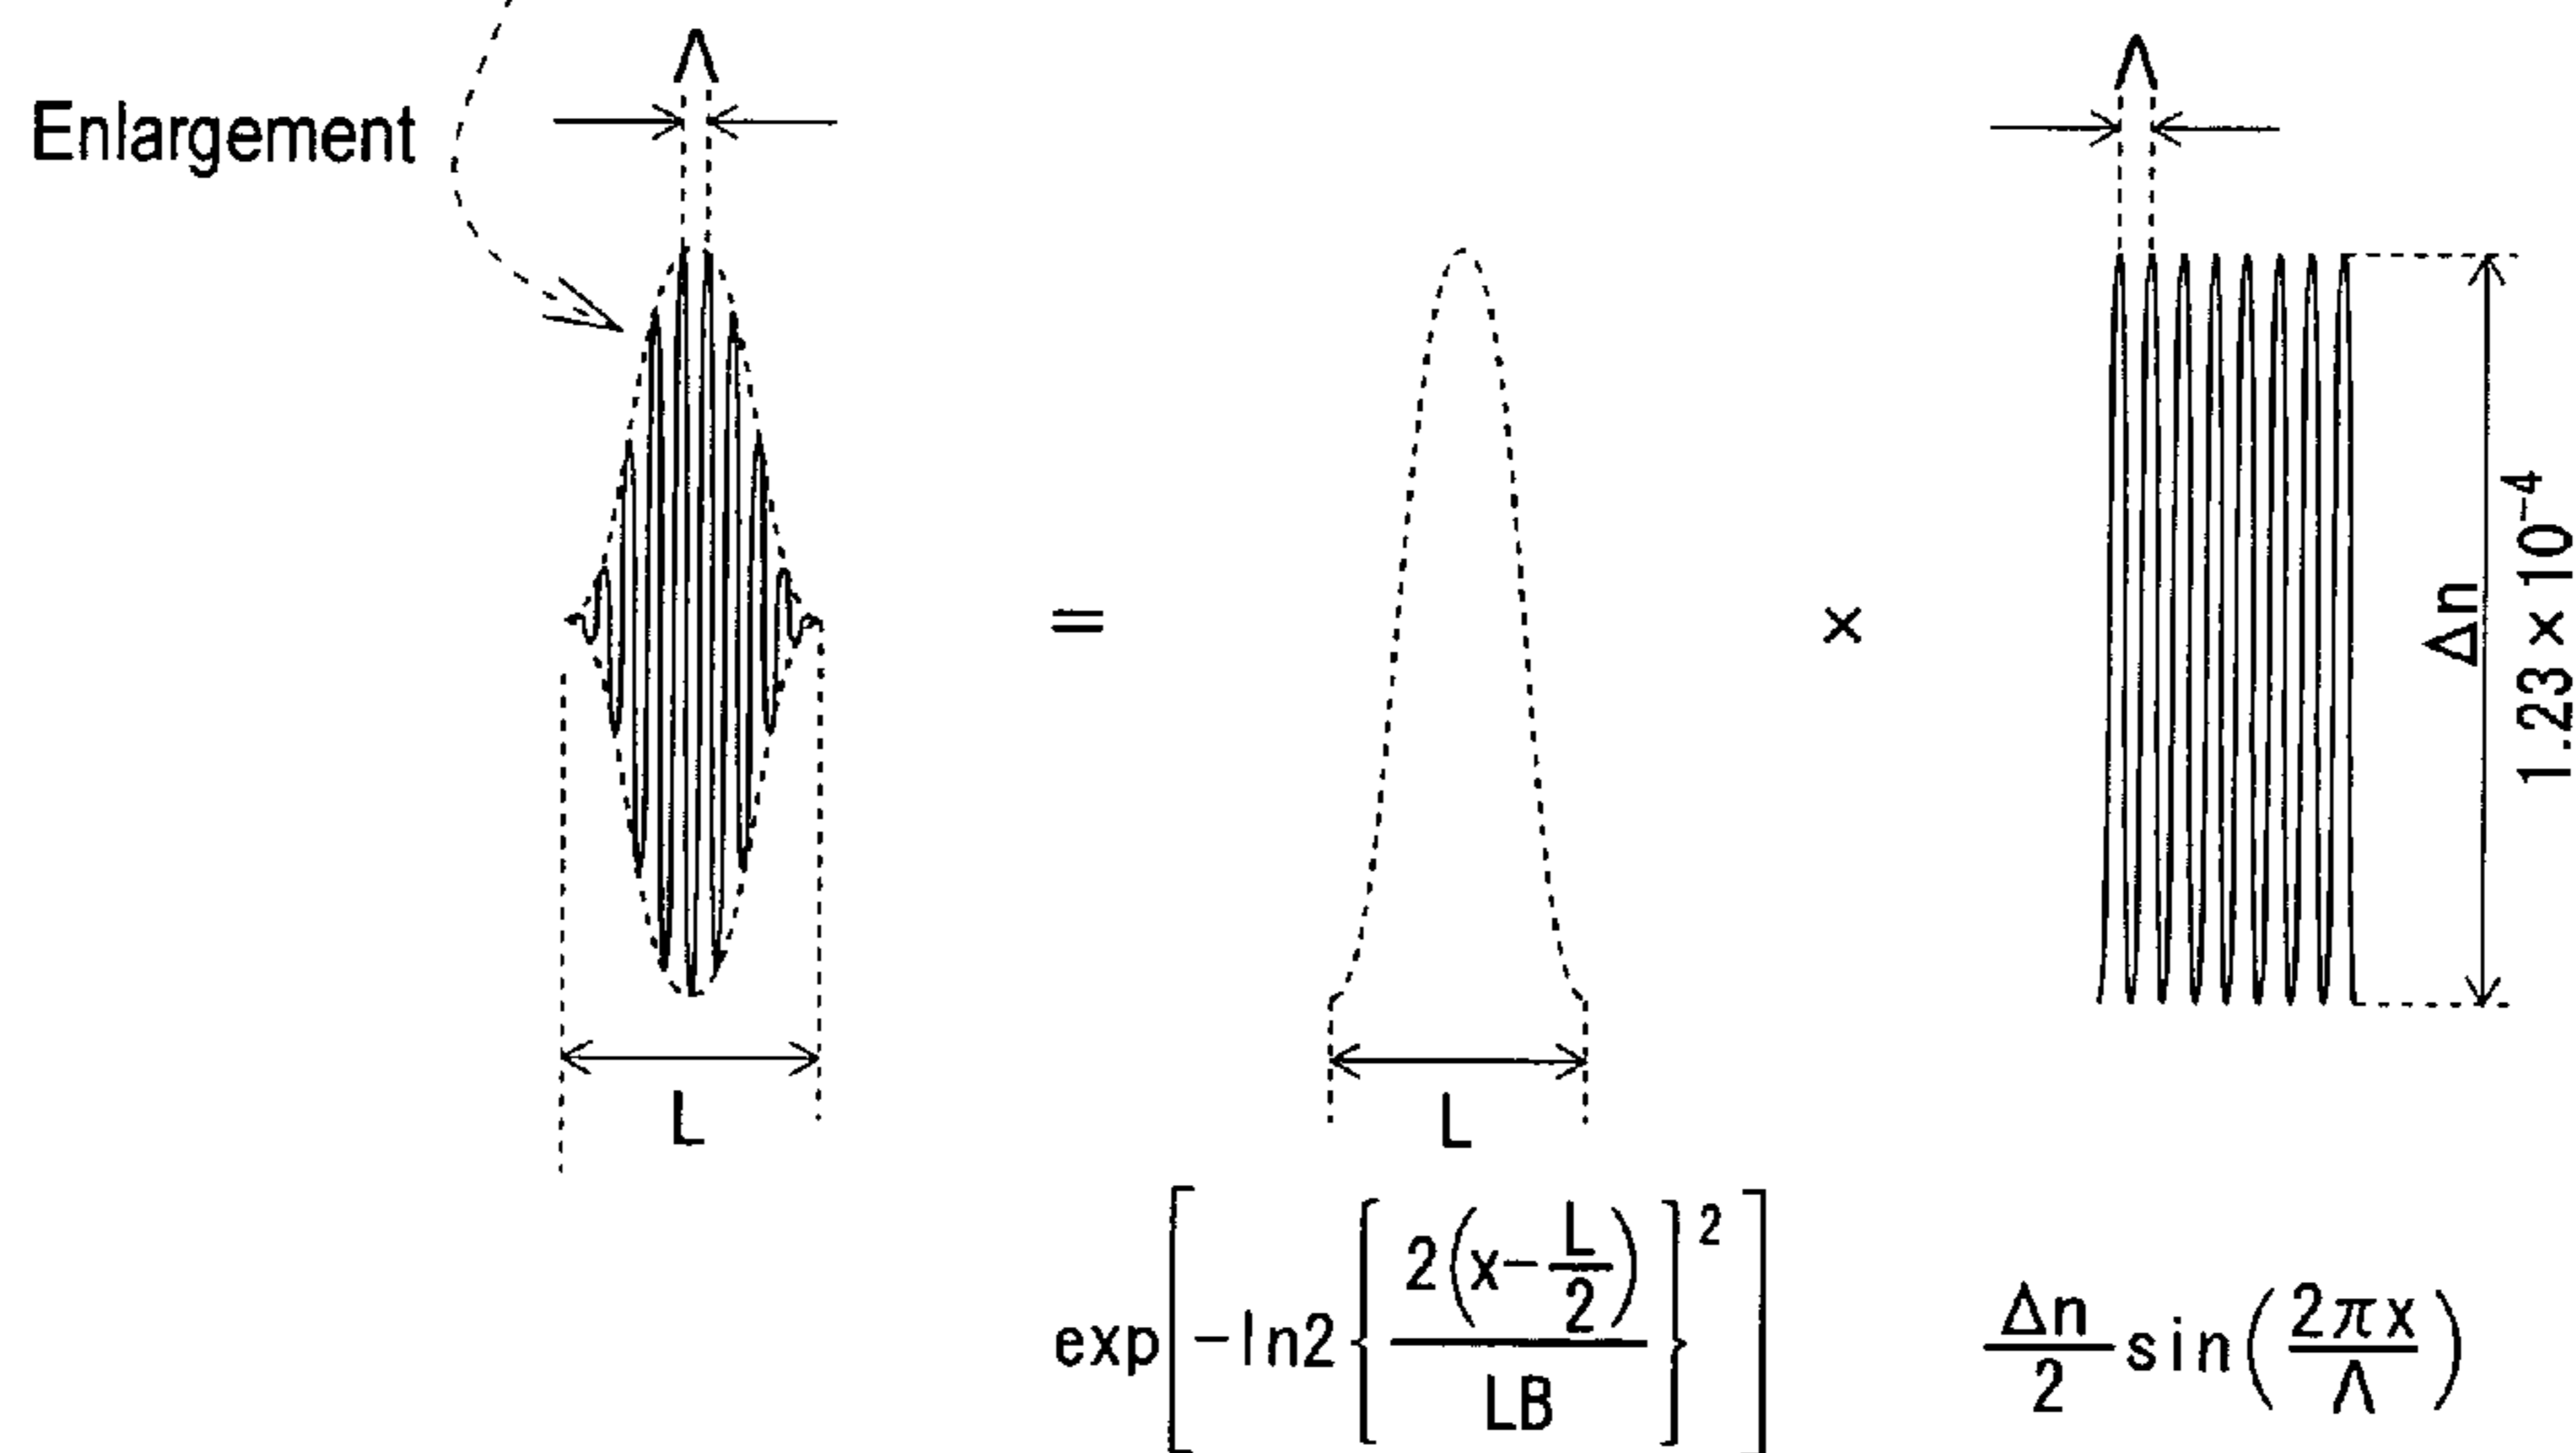 Λ
Λ
Enlargement
=
×
Δn
1.23×10⁻⁴
L
L
exp[-ln2{2(x-L/2)/LB}²]
Δn/2 sin(2πx/Λ)